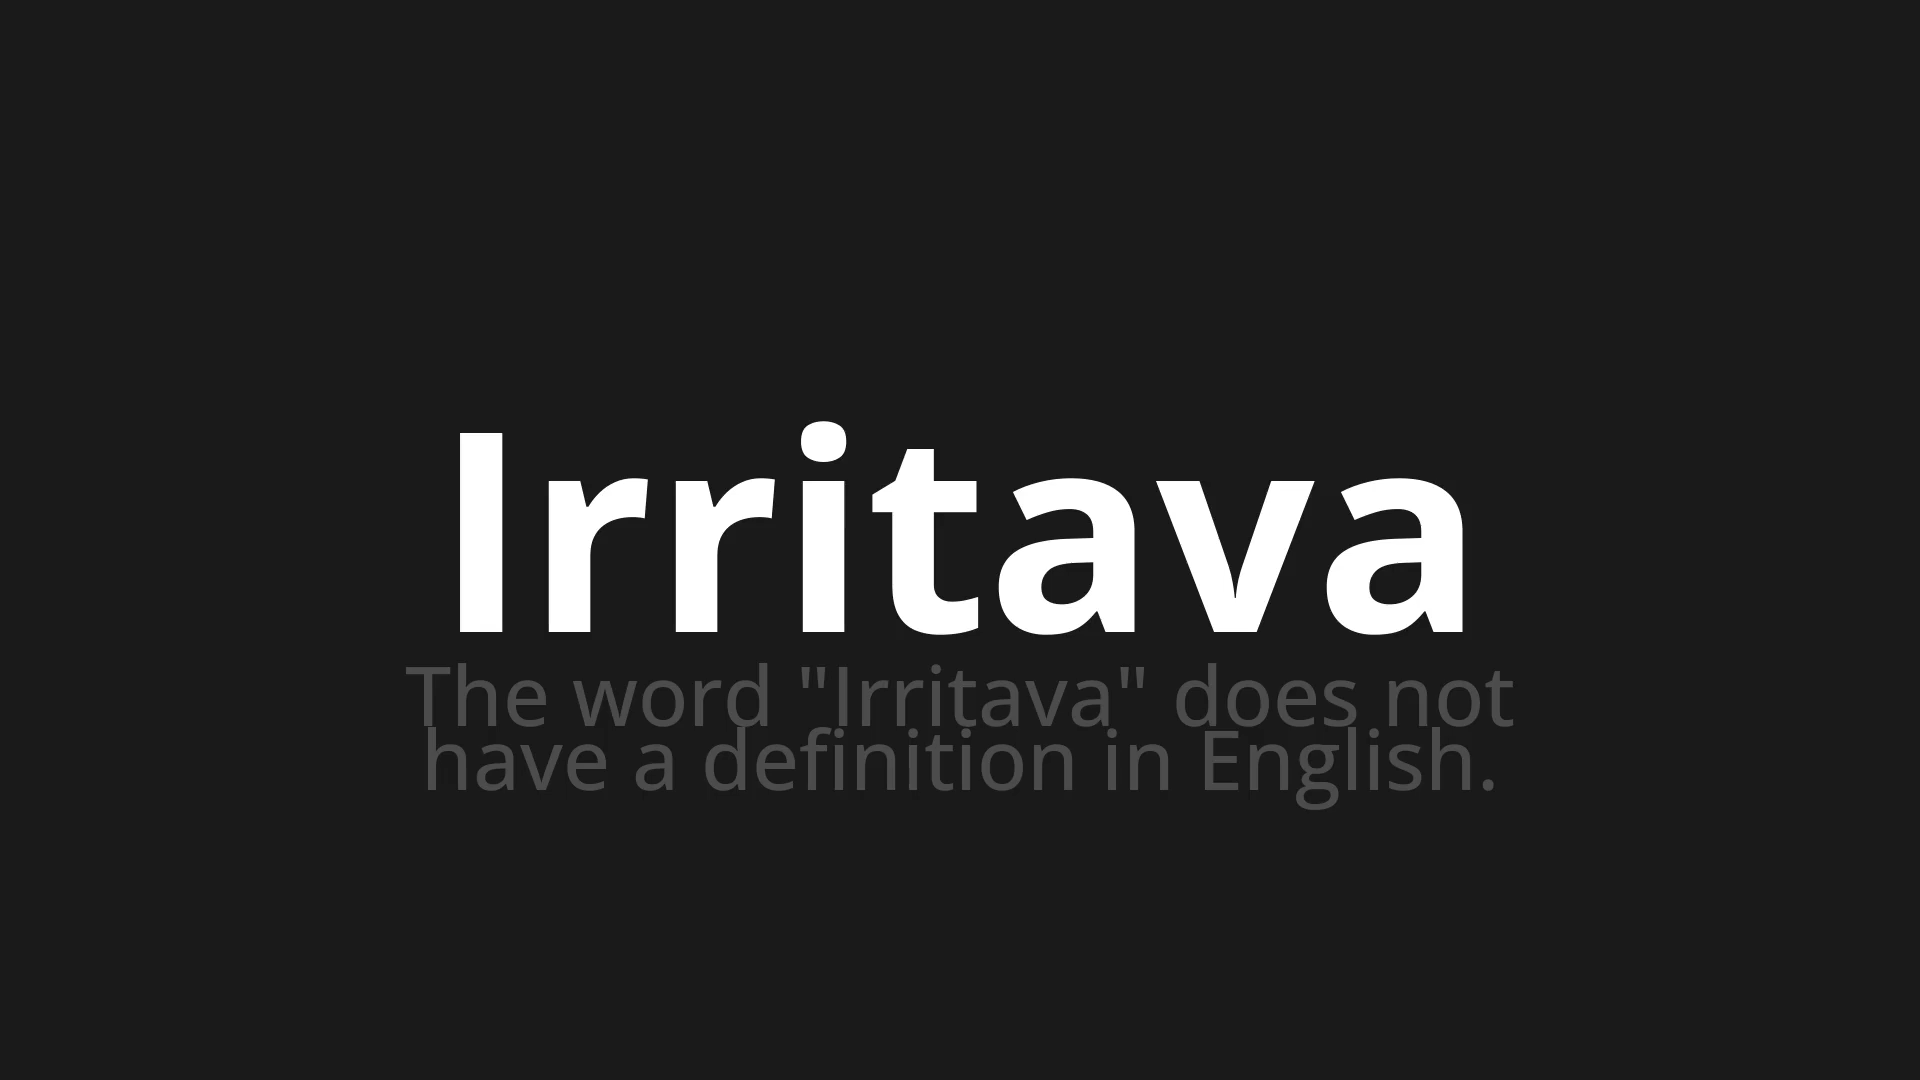 Irritava
The word "Irritava" does not
have a definition in English.